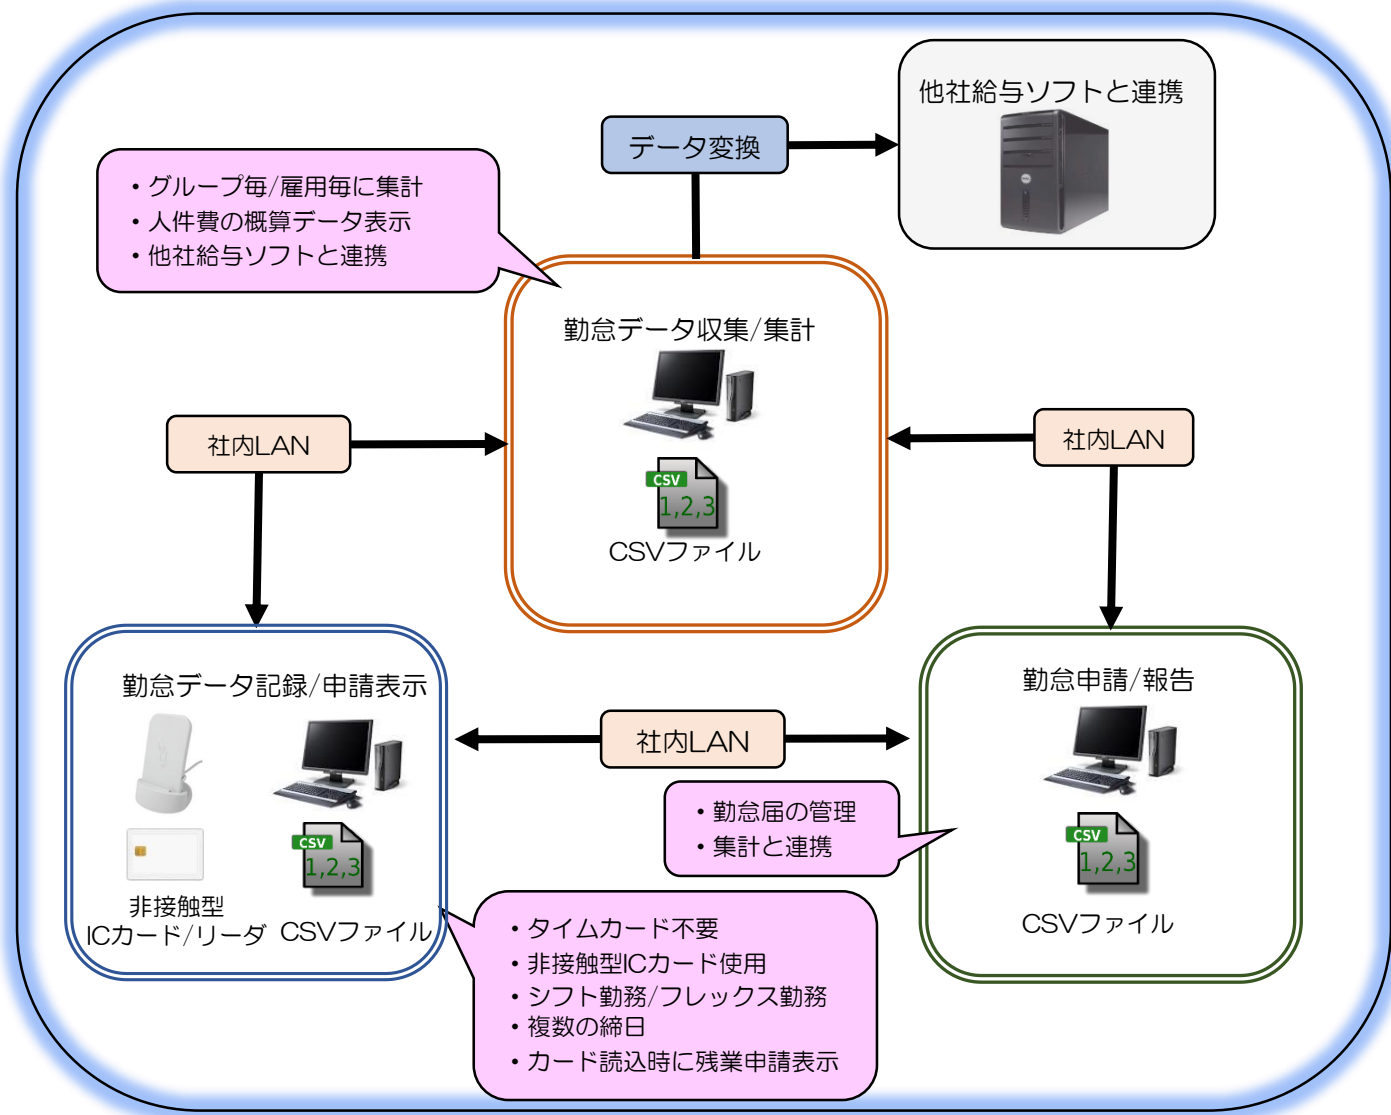 他社給与ソフトと連携
データ変換
・グループ毎/雇用毎に集計
・人件費の概算データ表示
・他社給与ソフトと連携
勤怠データ収集/集計
社内LAN
社内LAN
CSV
1,2,3
CSVファイル
勤怠データ記録/申請表示
勤怠申請/報告
社内LAN
・勤怠届の管理
・集計と連携
CSV
1,2,3
CSV
1,2,3
非接触型
ICカード/リーダ
CSVファイル
CSVファイル
・タイムカード不要
・非接触型ICカード使用
・シフト勤務/フレックス勤務
・複数の締日
・カード読込時に残業申請表示